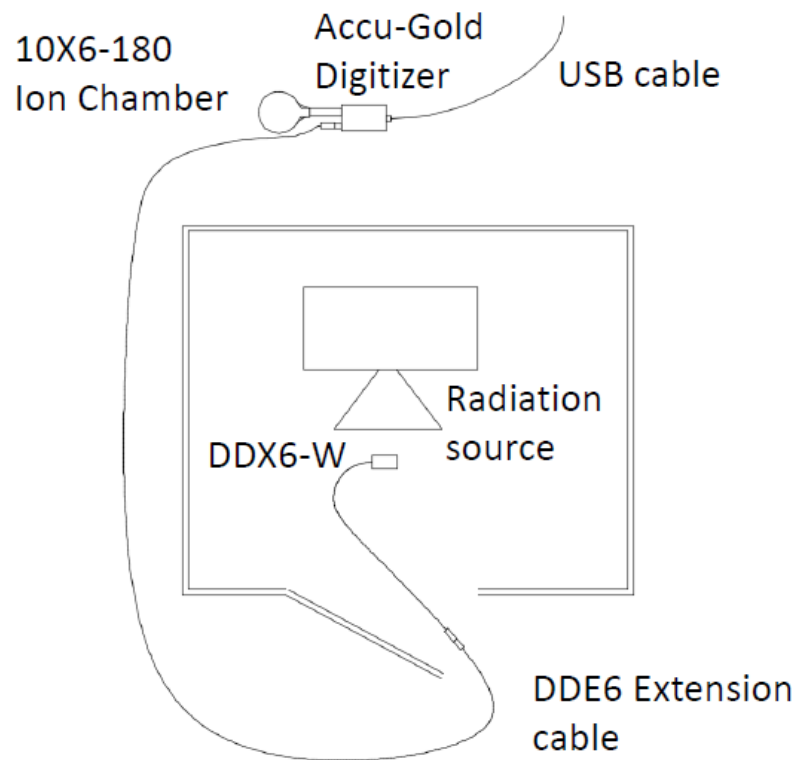 10X6-180
Ion Chamber
Accu-Gold
Digitizer
USB cable
Radiation
source
DDX6-W
DDE6 Extension
cable